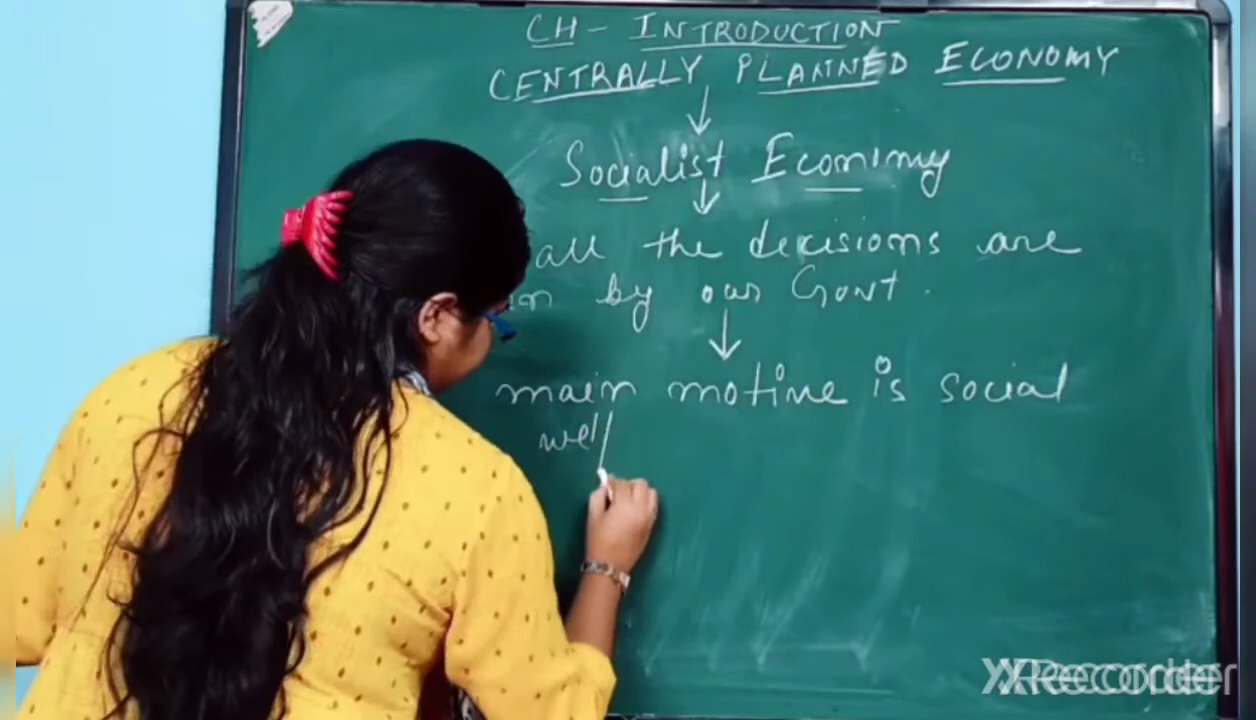 CH - INTRODUCTION
CENTRALLY PLANNED ECONOMY
Socialist Economy
all the decisions are
by our Govt.
main motive is social
XRecorder